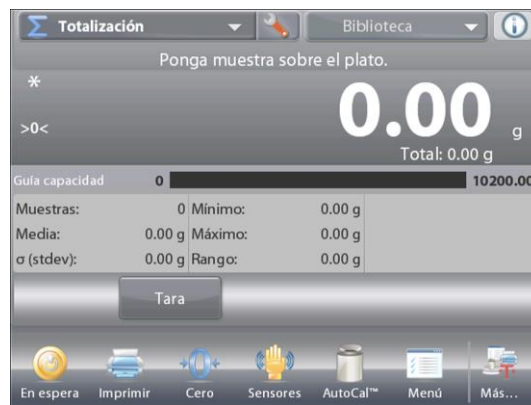 Σ Totalización Biblioteca
Ponga muestra sobre el plato.
*
>0<
0.00 g
Total: 0.00 g
Guía capacidad 0 10200.00
Muestras: 0 Mínimo: 0.00 g
Media: 0.00 g Máximo: 0.00 g
σ (stdev): 0.00 g Rango: 0.00 g
Tara
En espera Imprimir Cero Sensores AutoCal™ Menú Más...